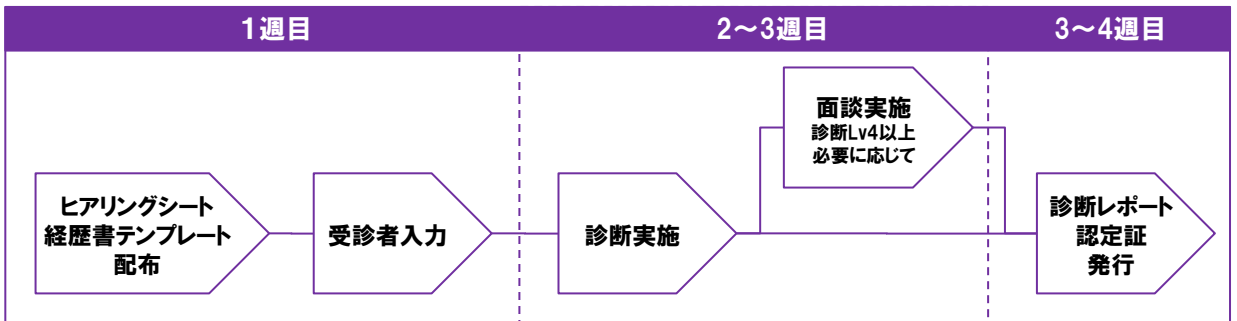 １週目
2～3週目
3～4週目
ヒアリングシート
経歴書テンプレート
配布
受診者入力
診断実施
面談実施
診断Lv4以上
必要に応じて
診断レポート
認定証
発行